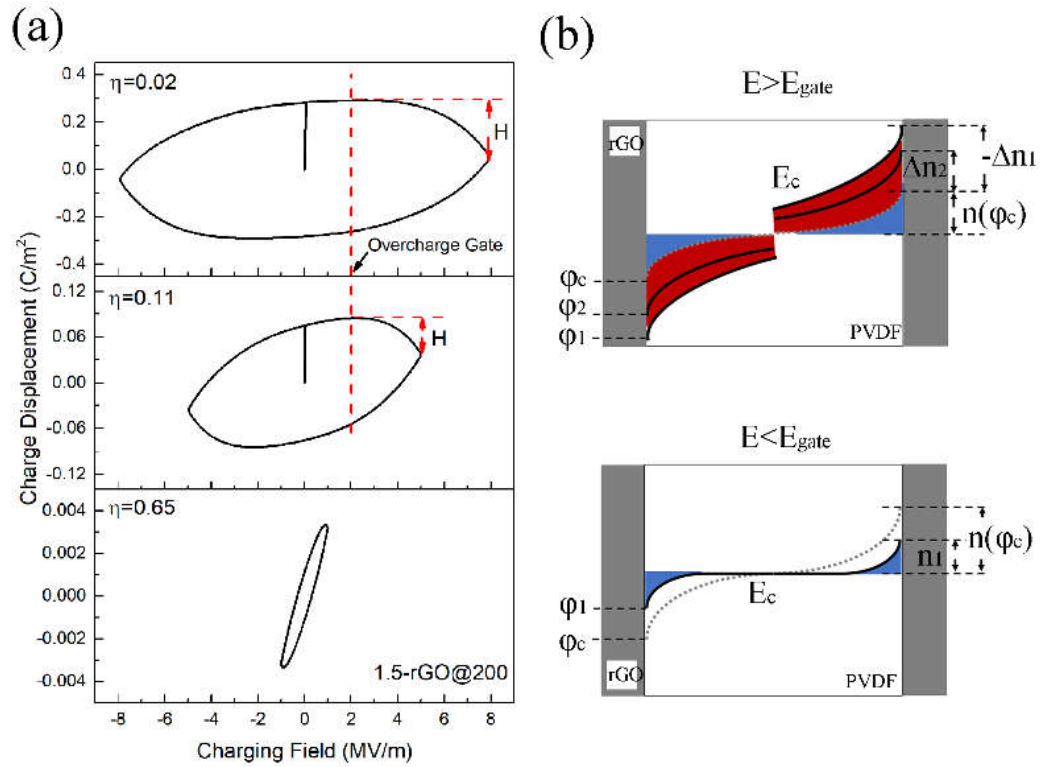 (a)
Charge Displacement (C/m²)
η=0.02
0.4
0.2
0.0
-0.2
-0.4
H
Overcharge Gate
η=0.11
0.12
0.06
0.00
-0.06
-0.12
H
η=0.65
0.004
0.002
0.000
-0.002
-0.004
1.5-rGO@200
-8 -6 -4 -2 0 2 4 6 8
Charging Field (MV/m)
(b)
E>Egate
rGO
Ec
Δn2
-Δn1
n(φc)
φc
φ2
φ1
PVDF
E<Egate
n1
n(φc)
Ec
φ1
φc
rGO
PVDF